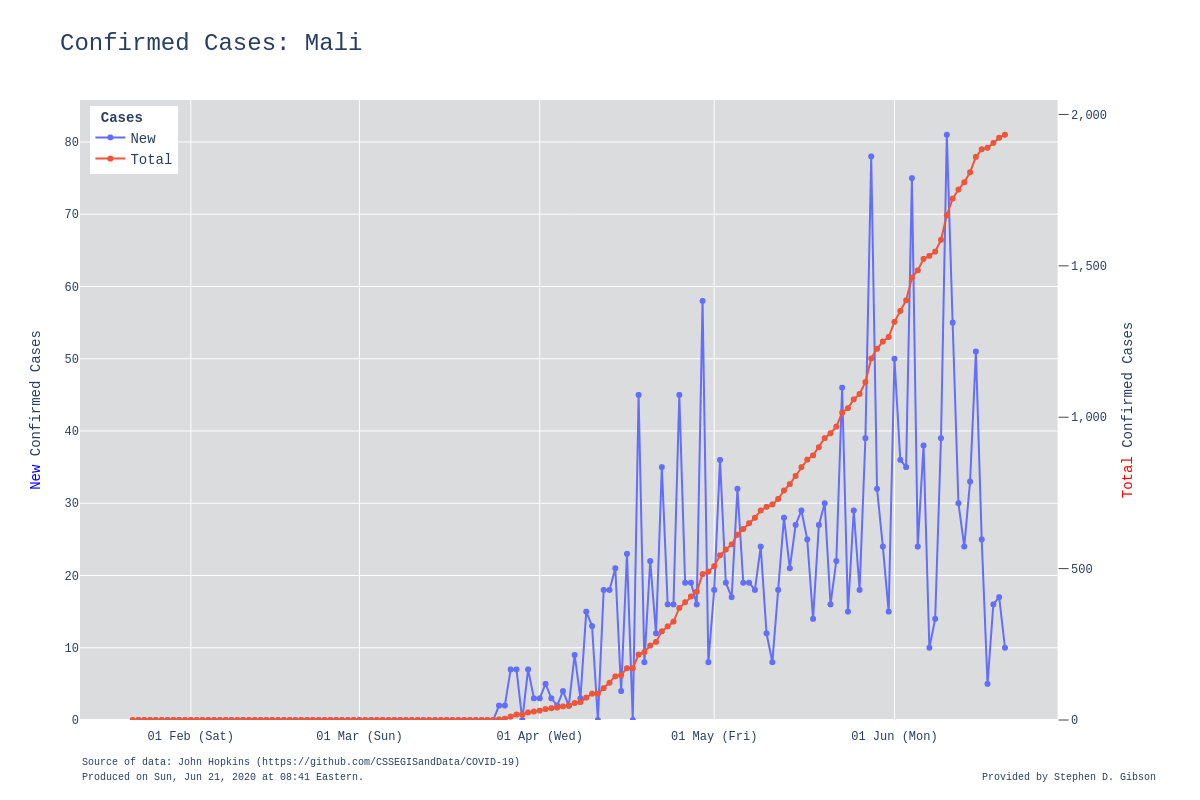 Confirmed Cases: Mali
Cases
New
Total
80
70
60
50
40
30
20
10
0
New Confirmed Cases
2,000
1,500
1,000
500
0
Total Confirmed Cases
01 Feb (Sat)
01 Mar (Sun)
01 Apr (Wed)
01 May (Fri)
01 Jun (Mon)
Source of data: John Hopkins (https://github.com/CSSEGISandData/COVID-19)
Produced on Sun, Jun 21, 2020 at 08:41 Eastern.
Provided by Stephen D. Gibson